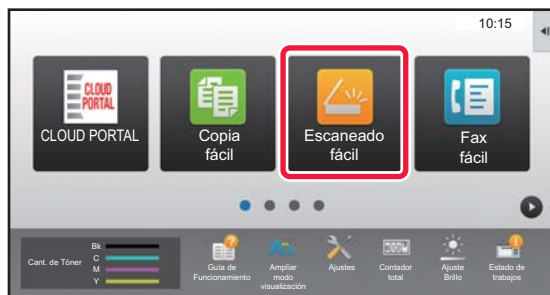 10:15
CLOUD
PORTAL
CLOUD PORTAL
Copia
fácil
Escaneado
fácil
Fax
fácil
Cant. de Tóner
Bk
C
M
Y
Guía de
Funcionamiento
Ampliar
modo
visualización
Ajustes
Contador
total
Ajuste
Brillo
Estado de
trabajos